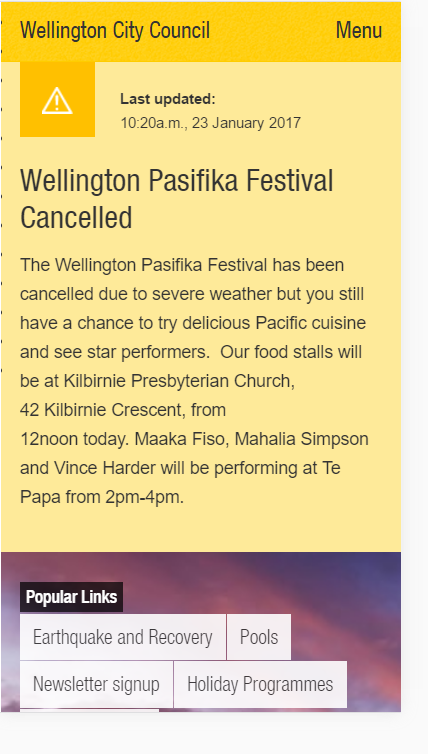 Wellington City Council Menu
Last updated:
10:20a.m., 23 January 2017
Wellington Pasifika Festival
Cancelled
The Wellington Pasifika Festival has been
cancelled due to severe weather but you still
have a chance to try delicious Pacific cuisine
and see star performers.  Our food stalls will
be at Kilbirnie Presbyterian Church,
42 Kilbirnie Crescent, from
12noon today. Maaka Fiso, Mahalia Simpson
and Vince Harder will be performing at Te
Papa from 2pm-4pm.
Popular Links
Earthquake and Recovery Pools
Newsletter signup Holiday Programmes